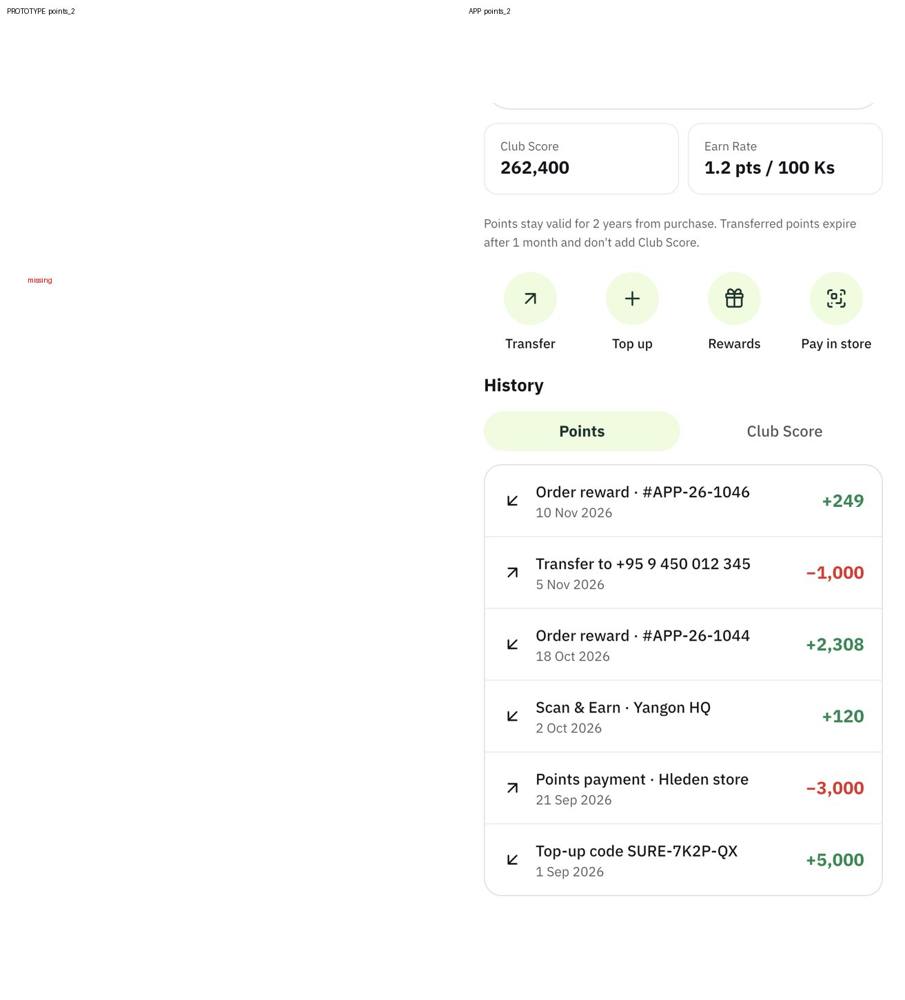 PROTOTYPE points_2
APP points_2
missing
Club Score
262,400
Earn Rate
1.2 pts / 100 Ks
Points stay valid for 2 years from purchase. Transferred points expire
after 1 month and don't add Club Score.
Transfer
Top up
Rewards
Pay in store
History
Points
Club Score
Order reward · #APP-26-1046
10 Nov 2026
+249
Transfer to +95 9 450 012 345
5 Nov 2026
−1,000
Order reward · #APP-26-1044
18 Oct 2026
+2,308
Scan & Earn · Yangon HQ
2 Oct 2026
+120
Points payment · Hleden store
21 Sep 2026
−3,000
Top-up code SURE-7K2P-QX
1 Sep 2026
+5,000